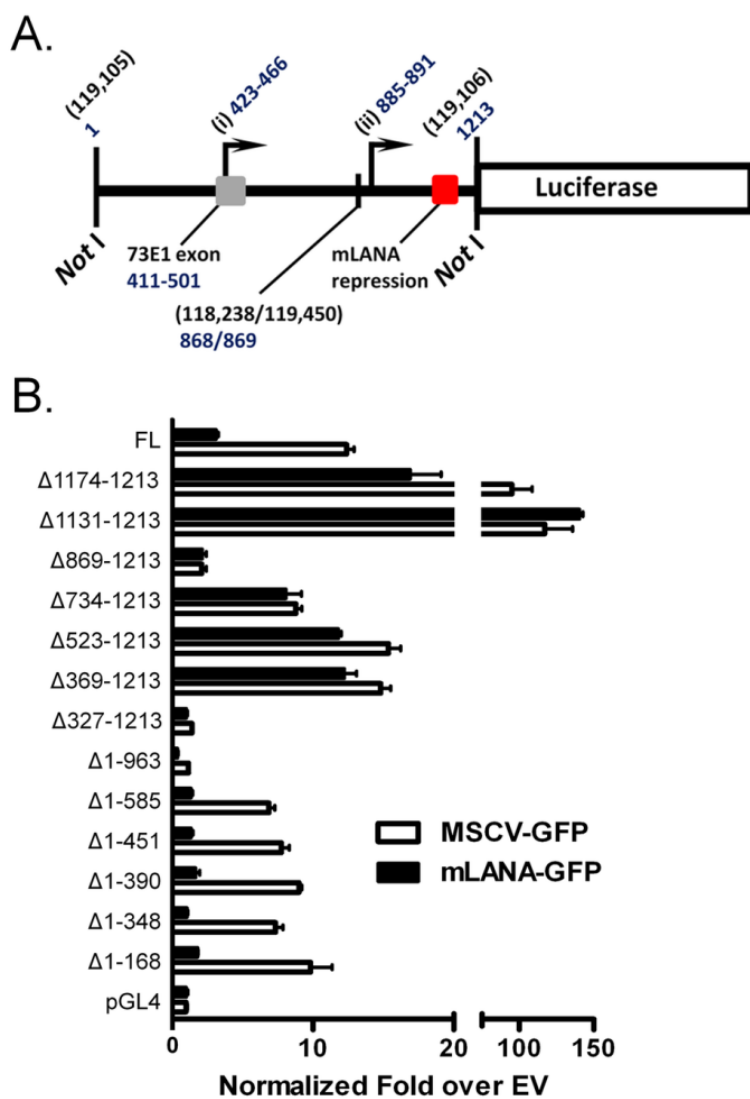 A.
(119,105)
1
(i) 423-466
(ii) 885-891
(119,106)
1213
Luciferase
Not I
73E1 exon
411-501
mLANA
repression
Not I
(118,238/119,450)
868/869
B.
FL
Δ1174-1213
Δ1131-1213
Δ869-1213
Δ734-1213
Δ523-1213
Δ369-1213
Δ327-1213
Δ1-963
Δ1-585
Δ1-451
Δ1-390
Δ1-348
Δ1-168
pGL4
MSCV-GFP
mLANA-GFP
0 10 20 100 150
Normalized Fold over EV